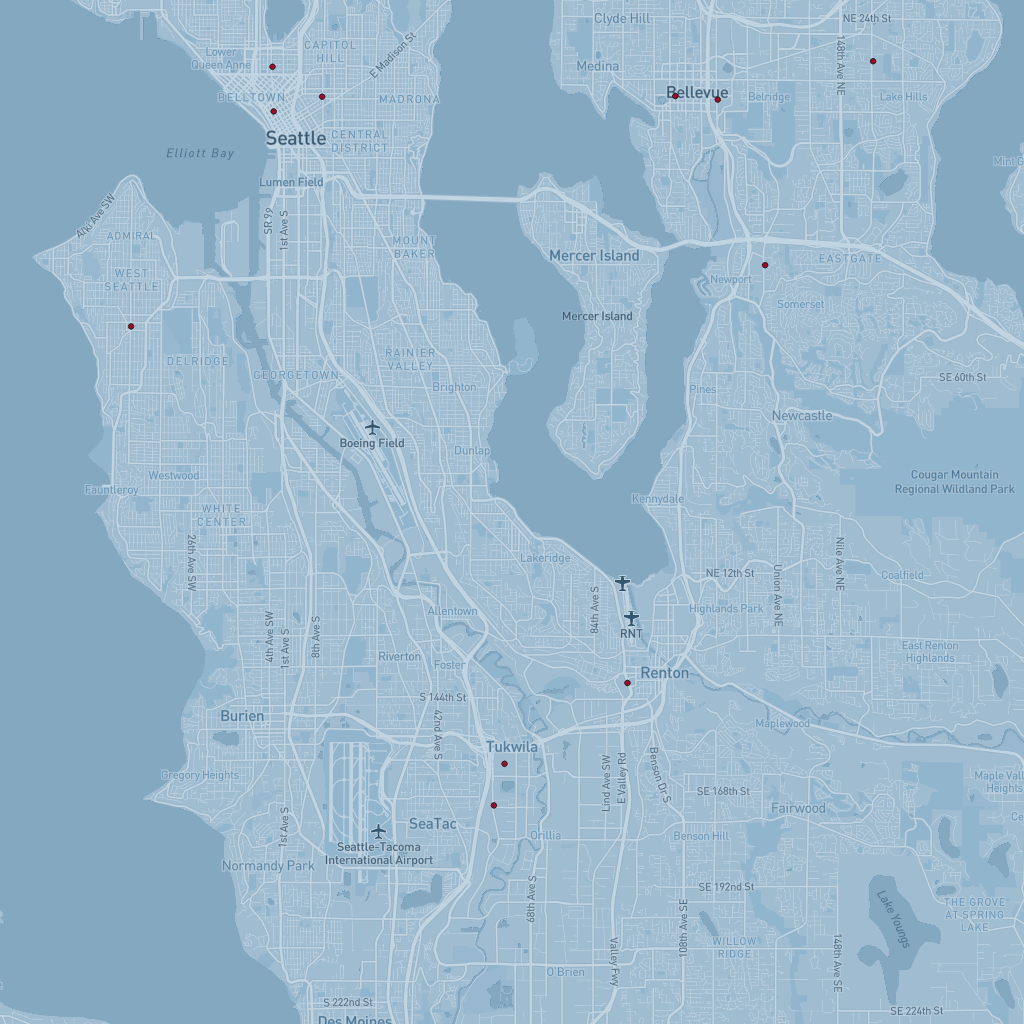 Clyde Hill
NE 24th St
CAPITOL
HILL
Lower
Queen Anne
E Madison St
148th Ave NE
Medina
BELLTOWN
MADRONA
Bellevue
Belridge
Lake Hills
Seattle
CENTRAL
DISTRICT
Elliott Bay
Lumen Field
Alki Ave SW
SR 99
1st Ave S
ADMIRAL
MOUNT
BAKER
Mercer Island
EASTGATE
WEST
SEATTLE
Newport
Somerset
Mercer Island
RAINIER
VALLEY
DELRIDGE
GEORGETOWN
Brighton
SE 60th St
Pines
Newcastle
Boeing Field
Dunlap
Westwood
Fauntleroy
Cougar Mountain
Regional Wildland Park
Kennydale
WHITE
CENTER
26th Ave SW
Lakeridge
Nile Ave NE
NE 12th St
Union Ave NE
Coalfield
84th Ave S
Allentown
Highlands Park
RNT
4th Ave SW
1st Ave S
8th Ave S
Riverton
Foster
East Renton
Highlands
Renton
S 144th St
Burien
42nd Ave S
Maplewood
Tukwila
Gregory Heights
Lind Ave SW
E Valley Rd
Benson Dr S
SE 168th St
Maple Val
Heights
Fairwood
1st Ave S
SeaTac
Orillia
Benson Hill
Seattle-Tacoma
International Airport
Normandy Park
SE 192nd St
68th Ave S
108th Ave SE
Lake Youngs
THE GROVE
AT SPRING
LAKE
WILLOW
RIDGE
Valley Fwy
148th Ave SE
O'Brien
S 222nd St
SE 224th St
Des Moines